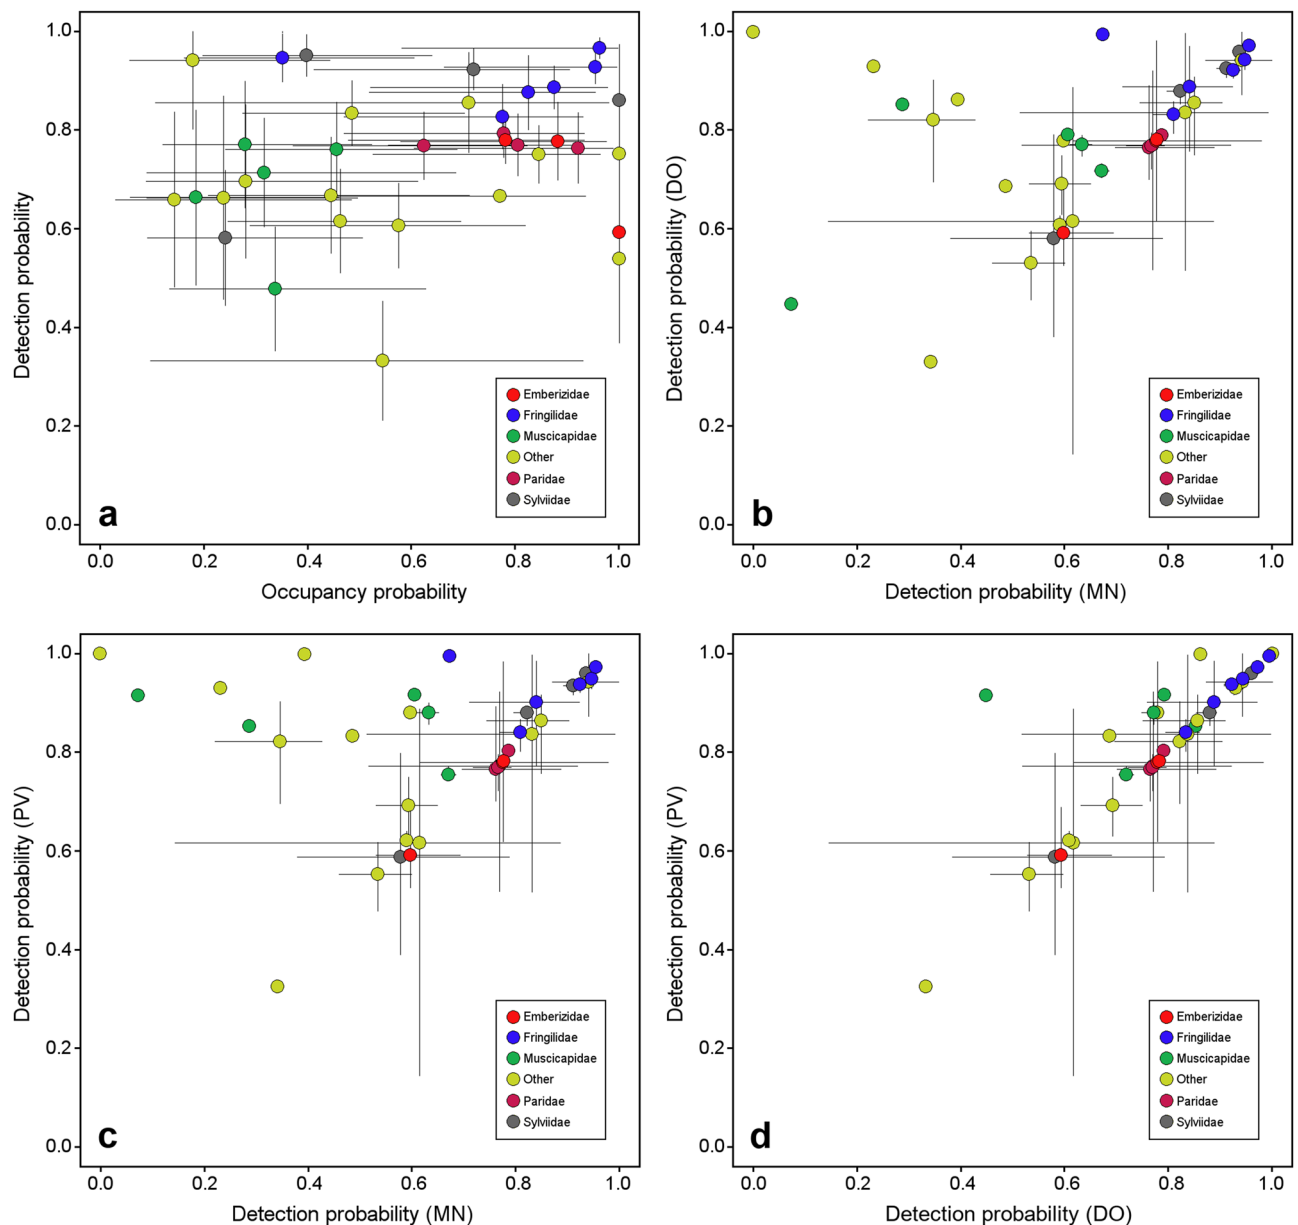 1.0
0.8
0.6
0.4
0.2
0.0
Detection probability
Emberizidae
Fringilidae
Muscicapidae
Other
Paridae
Sylviidae
a
0.0 0.2 0.4 0.6 0.8 1.0
Occupancy probability
1.0
0.8
0.6
0.4
0.2
0.0
Detection probability (DO)
Emberizidae
Fringilidae
Muscicapidae
Other
Paridae
Sylviidae
b
0.0 0.2 0.4 0.6 0.8 1.0
Detection probability (MN)
1.0
0.8
0.6
0.4
0.2
0.0
Detection probability (PV)
Emberizidae
Fringilidae
Muscicapidae
Other
Paridae
Sylviidae
c
0.0 0.2 0.4 0.6 0.8 1.0
Detection probability (MN)
1.0
0.8
0.6
0.4
0.2
0.0
Detection probability (PV)
Emberizidae
Fringilidae
Muscicapidae
Other
Paridae
Sylviidae
d
0.0 0.2 0.4 0.6 0.8 1.0
Detection probability (DO)